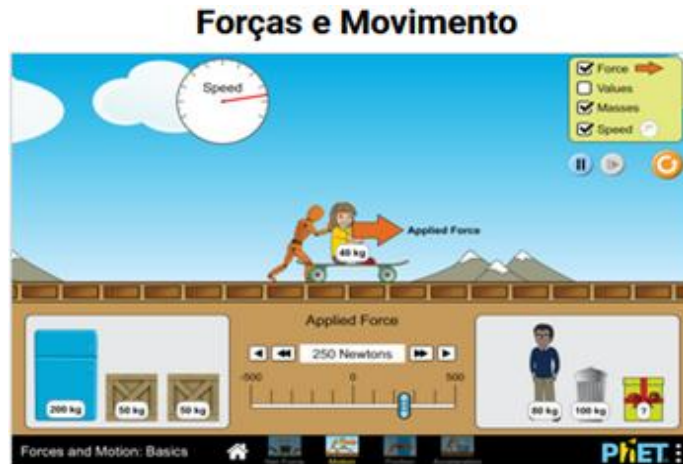 Forças e Movimento
Speed
Force
Values
Masses
Speed
Applied Force
40 kg
Applied Force
250 Newtons
-500
0
500
200 kg
50 kg
50 kg
80 kg
100 kg
?
Forces and Motion: Basics
Motion
PhET